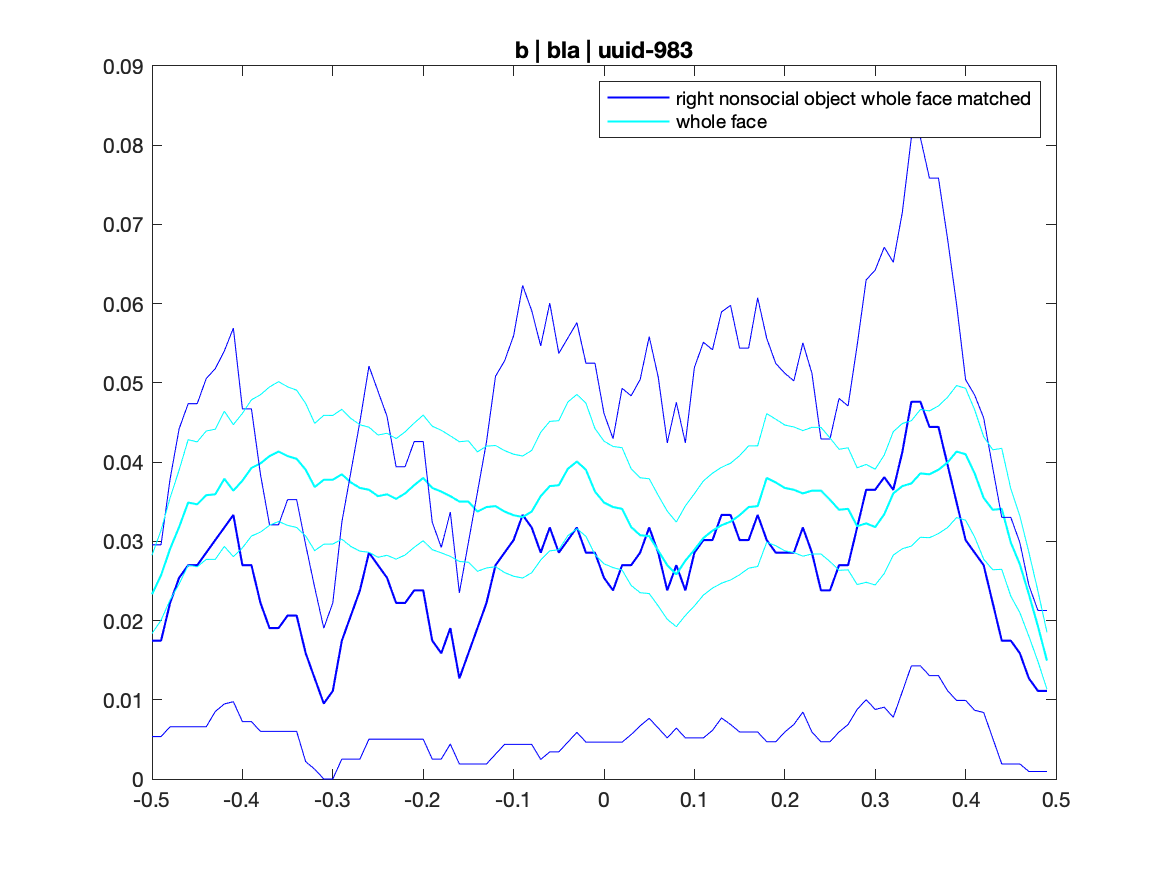 b | bla | uuid-983
right nonsocial object whole face matched
whole face
0.09
0.08
0.07
0.06
0.05
0.04
0.03
0.02
0.01
0
-0.5 -0.4 -0.3 -0.2 -0.1 0 0.1 0.2 0.3 0.4 0.5